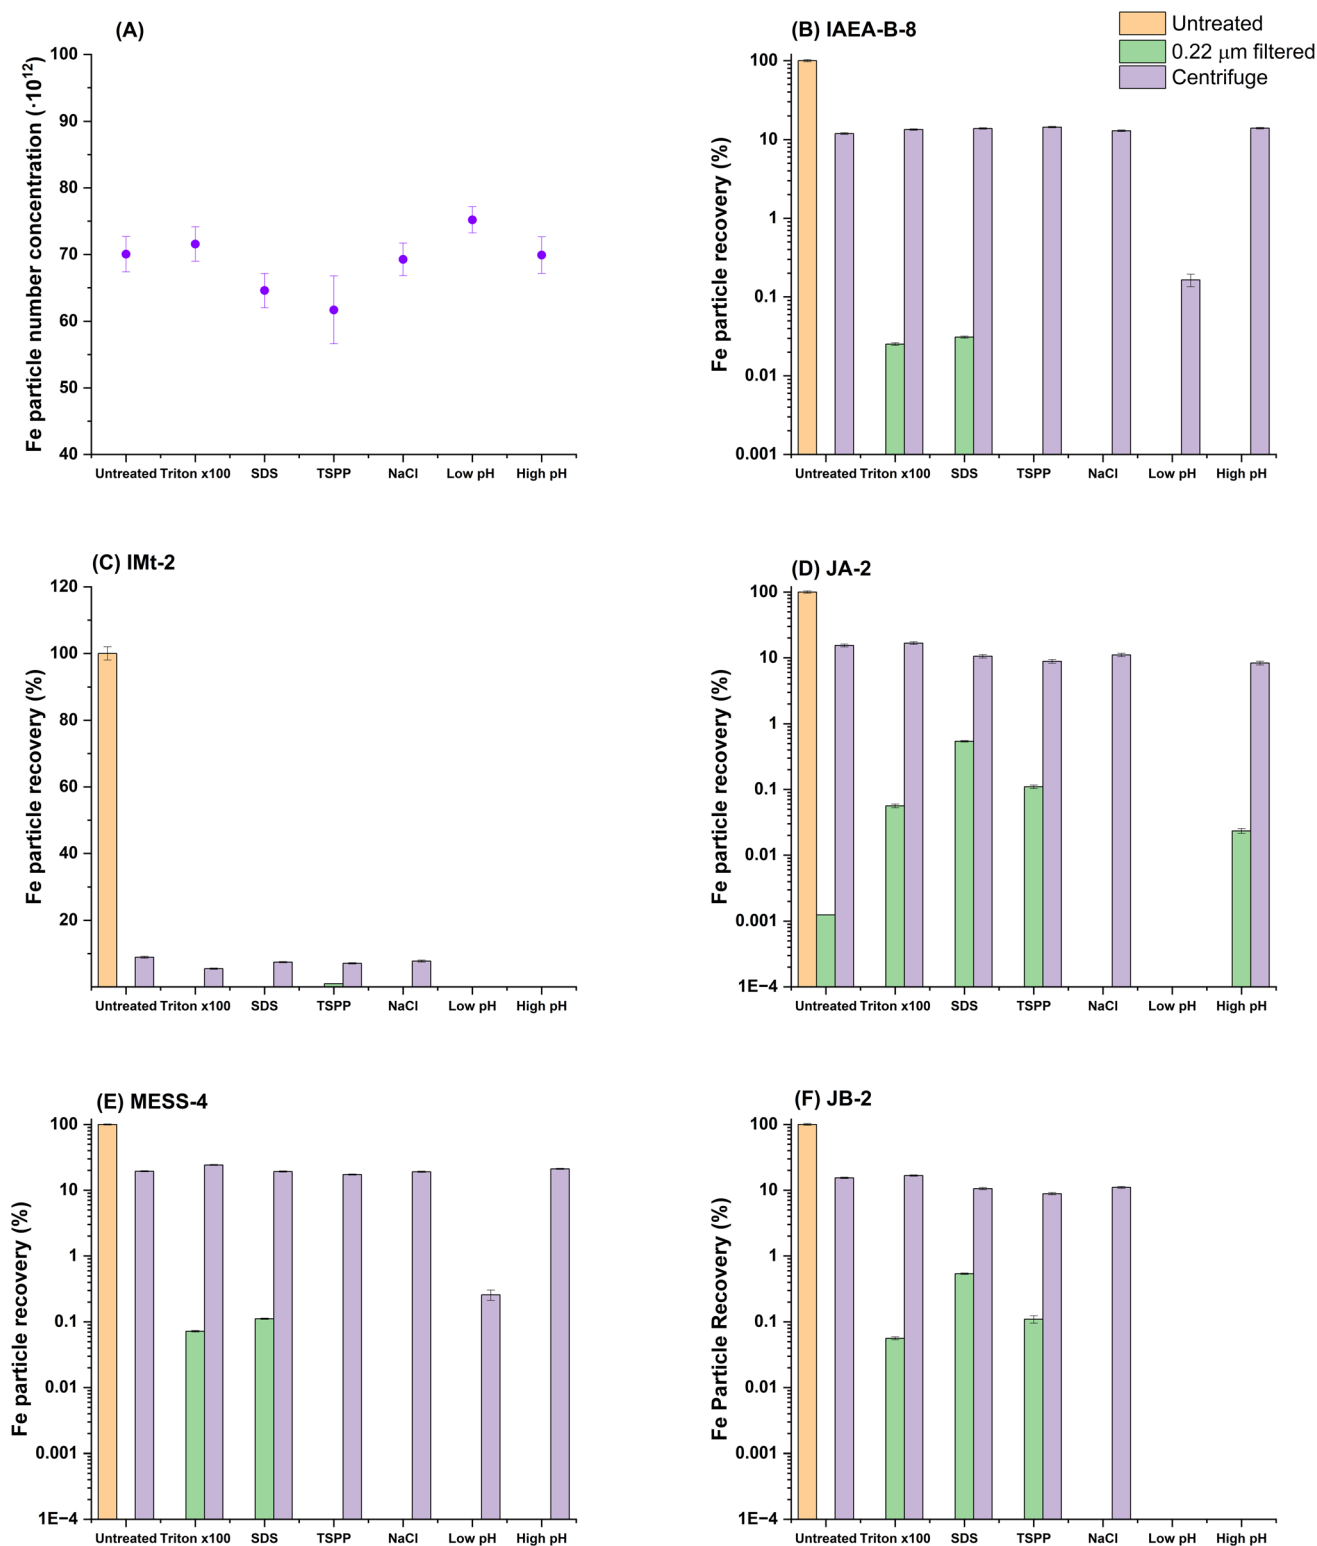 (A)
Fe particle number concentration (·10¹²)
100
90
80
70
60
50
40
Untreated Triton x100 SDS TSPP NaCl Low pH High pH
(B) IAEA-B-8
Untreated
0.22 μm filtered
Centrifuge
Fe particle recovery (%)
100
10
1
0.1
0.01
0.001
Untreated Triton x100 SDS TSPP NaCl Low pH High pH
(C) IMt-2
Fe particle recovery (%)
120
100
80
60
40
20
Untreated Triton x100 SDS TSPP NaCl Low pH High pH
(D) JA-2
Fe particle recovery (%)
100
10
1
0.1
0.01
0.001
1E−4
Untreated Triton x100 SDS TSPP NaCl Low pH High pH
(E) MESS-4
Fe particle recovery (%)
100
10
1
0.1
0.01
0.001
1E−4
Untreated Triton x100 SDS TSPP NaCl Low pH High pH
(F) JB-2
Fe Particle Recovery (%)
100
10
1
0.1
0.01
0.001
1E−4
Untreated Triton x100 SDS TSPP NaCl Low pH High pH